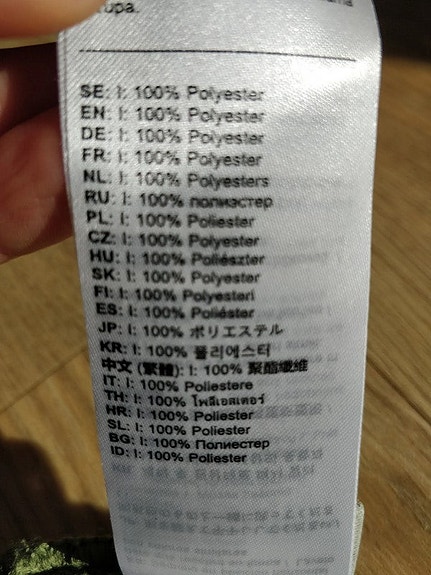 upa.
SE: I: 100% Polyester
EN: I: 100% Polyester
DE: I: 100% Polyester
FR: I: 100% Polyester
NL: I: 100% Polyesters
RU: I: 100% полиэстер
PL: I: 100% Poliester
CZ: I: 100% Polyester
HU: I: 100% Poliészter
SK: I: 100% Polyester
FI: I: 100% Polyesteri
ES: I: 100% Poliéster
JP: I: 100% ポリエステル
KR: I: 100% 폴리에스터
中文 (繁體): I: 100% 聚酯纖維
IT: I: 100% Poliestere
TH: I: 100% โพลีเอสเตอร์
HR: I: 100% Poliester
SL: I: 100% Poliester
BG: I: 100% Полиестер
ID: I: 100% Poliester